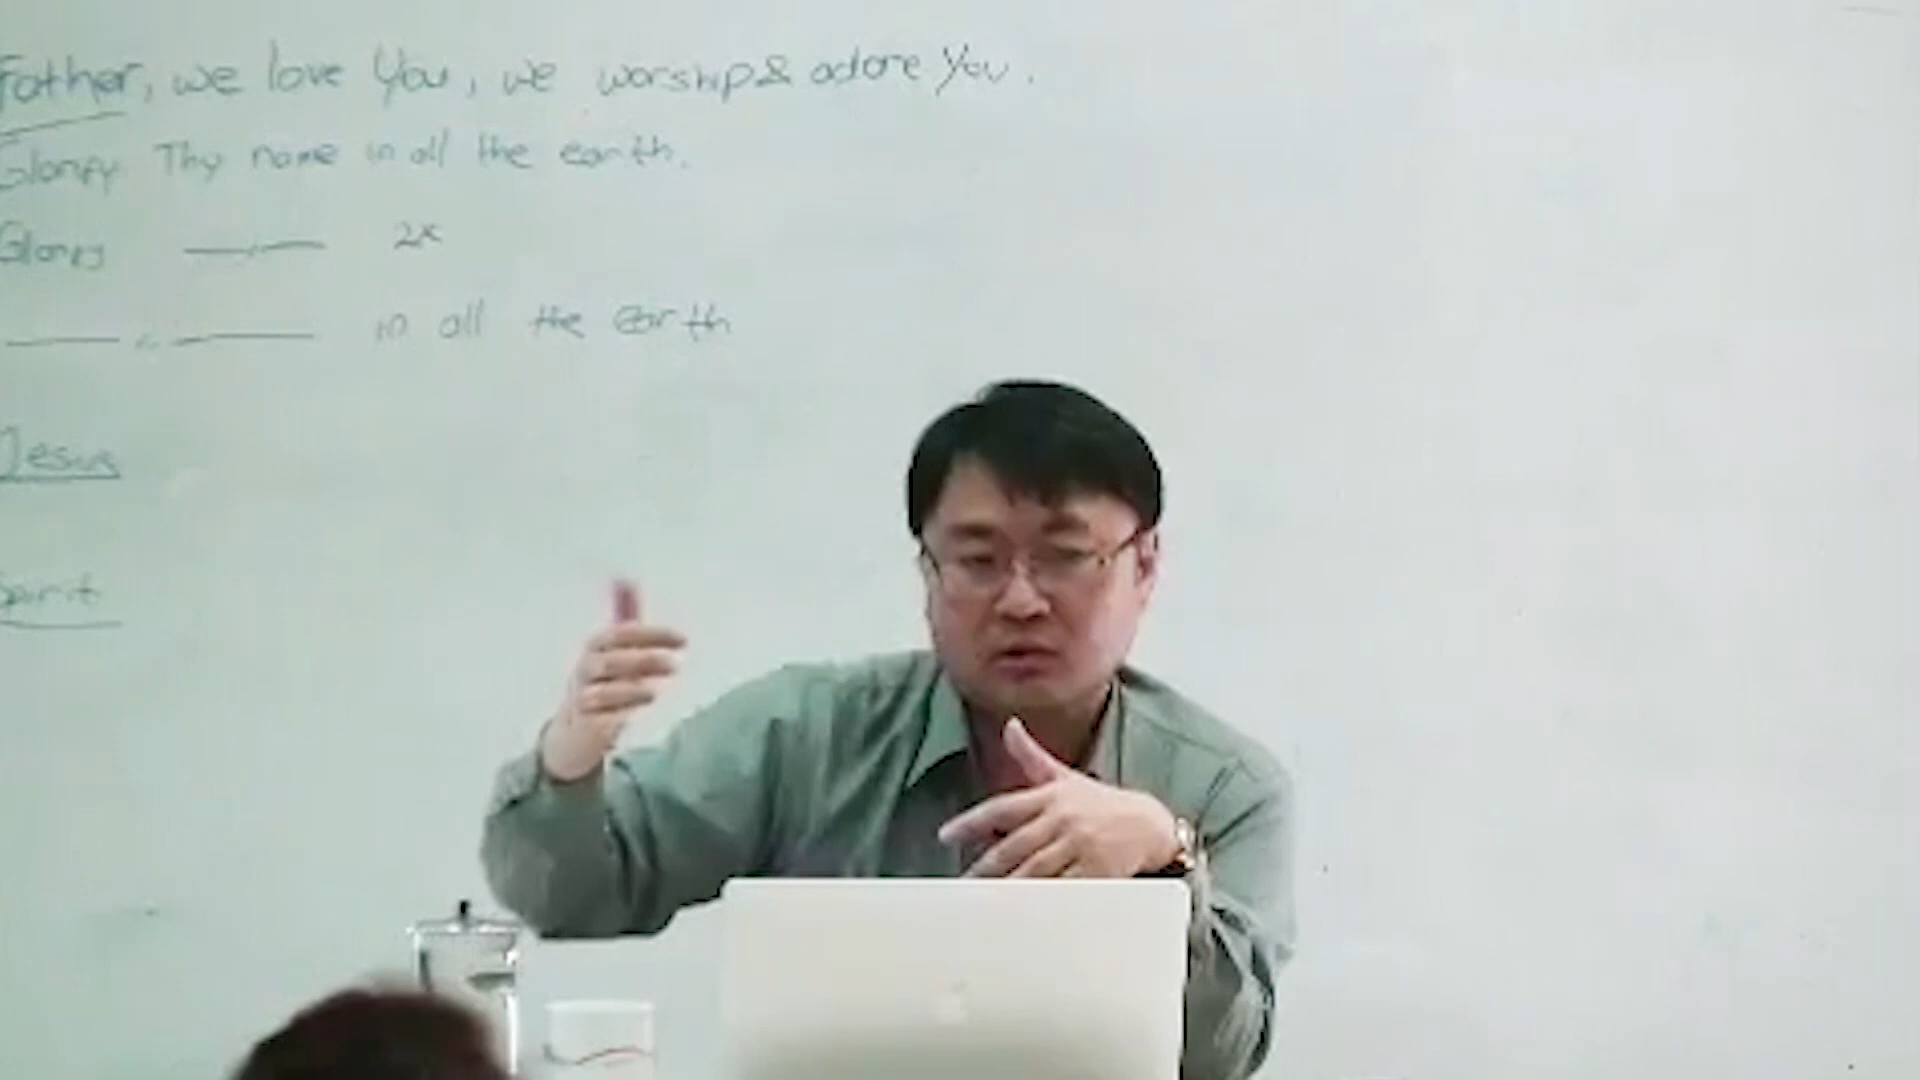 Father, we love You, we worship & adore You.
Glorify Thy name in all the earth.
Glorify 2x
in all the earth
Jesus
Spirit